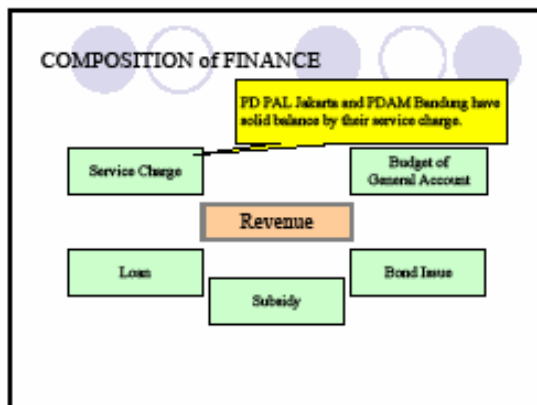 COMPOSITION of FINANCE
PD PAL Jakarta and PDAM Bandung have
solid balance by their service charge.
Service Charge
Budget of
General Account
Revenue
Loan
Bond Issue
Subsidy